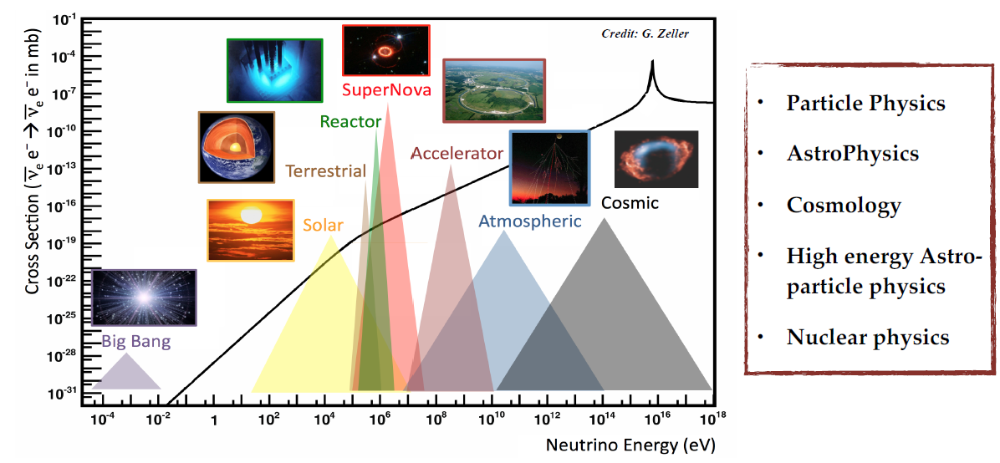 10⁻¹
10⁻⁴
10⁻⁷
10⁻¹⁰
10⁻¹³
10⁻¹⁶
10⁻¹⁹
10⁻²²
10⁻²⁵
10⁻²⁸
10⁻³¹
Cross Section ( ν̅ₑ e⁻ → ν̅ₑ e⁻ in mb)
Credit: G. Zeller
SuperNova
Reactor
Accelerator
Terrestrial
Cosmic
Atmospheric
Solar
Big Bang
10⁻⁴ 10⁻² 1 10² 10⁴ 10⁶ 10⁸ 10¹⁰ 10¹² 10¹⁴ 10¹⁶ 10¹⁸
Neutrino Energy (eV)
• Particle Physics
• AstroPhysics
• Cosmology
• High energy Astro-
particle physics
• Nuclear physics